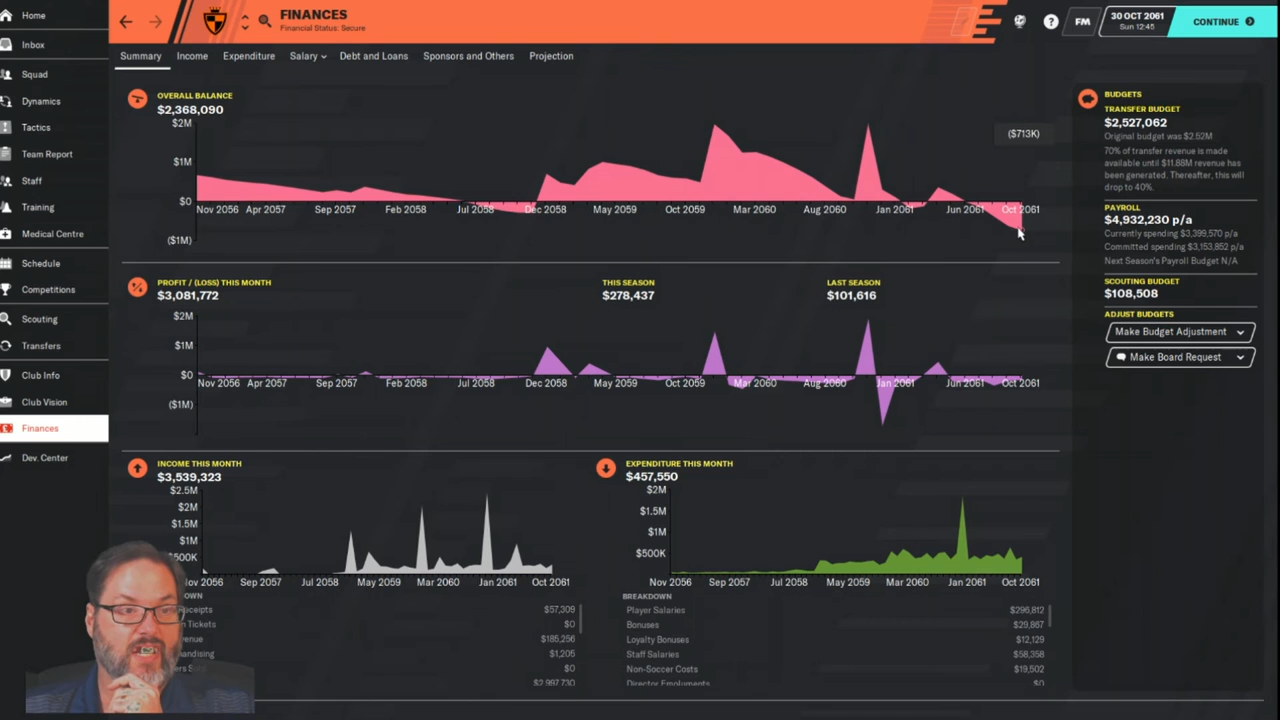 Home
Inbox
Squad
Dynamics
Tactics
Team Report
Staff
Training
Medical Centre
Schedule
Competitions
Scouting
Transfers
Club Info
Club Vision
Finances
Dev. Center
FINANCES
Financial Status: Secure
?
FM
30 OCT 2061
Sun 12:45
CONTINUE
Summary Income Expenditure Salary Debt and Loans Sponsors and Others Projection
OVERALL BALANCE
$2,368,090
$2M
$1M
$0
($1M)
($713K)
Nov 2056 Apr 2057 Sep 2057 Feb 2058 Jul 2058 Dec 2058 May 2059 Oct 2059 Mar 2060 Aug 2060 Jan 2061 Jun 2061 Oct 2061
PROFIT / (LOSS) THIS MONTH
$3,081,772
THIS SEASON
$278,437
LAST SEASON
$101,616
$2M
$1M
$0
($1M)
Nov 2056 Apr 2057 Sep 2057 Feb 2058 Jul 2058 Dec 2058 May 2059 Oct 2059 Mar 2060 Aug 2060 Jan 2061 Jun 2061 Oct 2061
INCOME THIS MONTH
$3,539,323
$2.5M
$2M
$1.5M
$1M
$500K
Nov 2056 Sep 2057 Jul 2058 May 2059 Mar 2060 Jan 2061 Oct 2061
$57,309
$0
$185,256
$1,205
$0
$2,997,730
EXPENDITURE THIS MONTH
$457,550
$2M
$1.5M
$1M
$500K
Nov 2056 Sep 2057 Jul 2058 May 2059 Mar 2060 Jan 2061 Oct 2061
BREAKDOWN
Player Salaries $296,812
Bonuses $29,867
Loyalty Bonuses $12,129
Staff Salaries $58,358
Non-Soccer Costs $19,502
Director Emoluments $0
BUDGETS
TRANSFER BUDGET
$2,527,062
Original budget was $2.52M
70% of transfer revenue is made
available until $11.88M revenue has
been generated. Thereafter, this will
drop to 40%.
PAYROLL
$4,932,230 p/a
Currently spending $3,399,570 p/a
Committed spending $3,153,852 p/a
Next Season's Payroll Budget N/A
SCOUTING BUDGET
$108,508
ADJUST BUDGETS
Make Budget Adjustment
Make Board Request